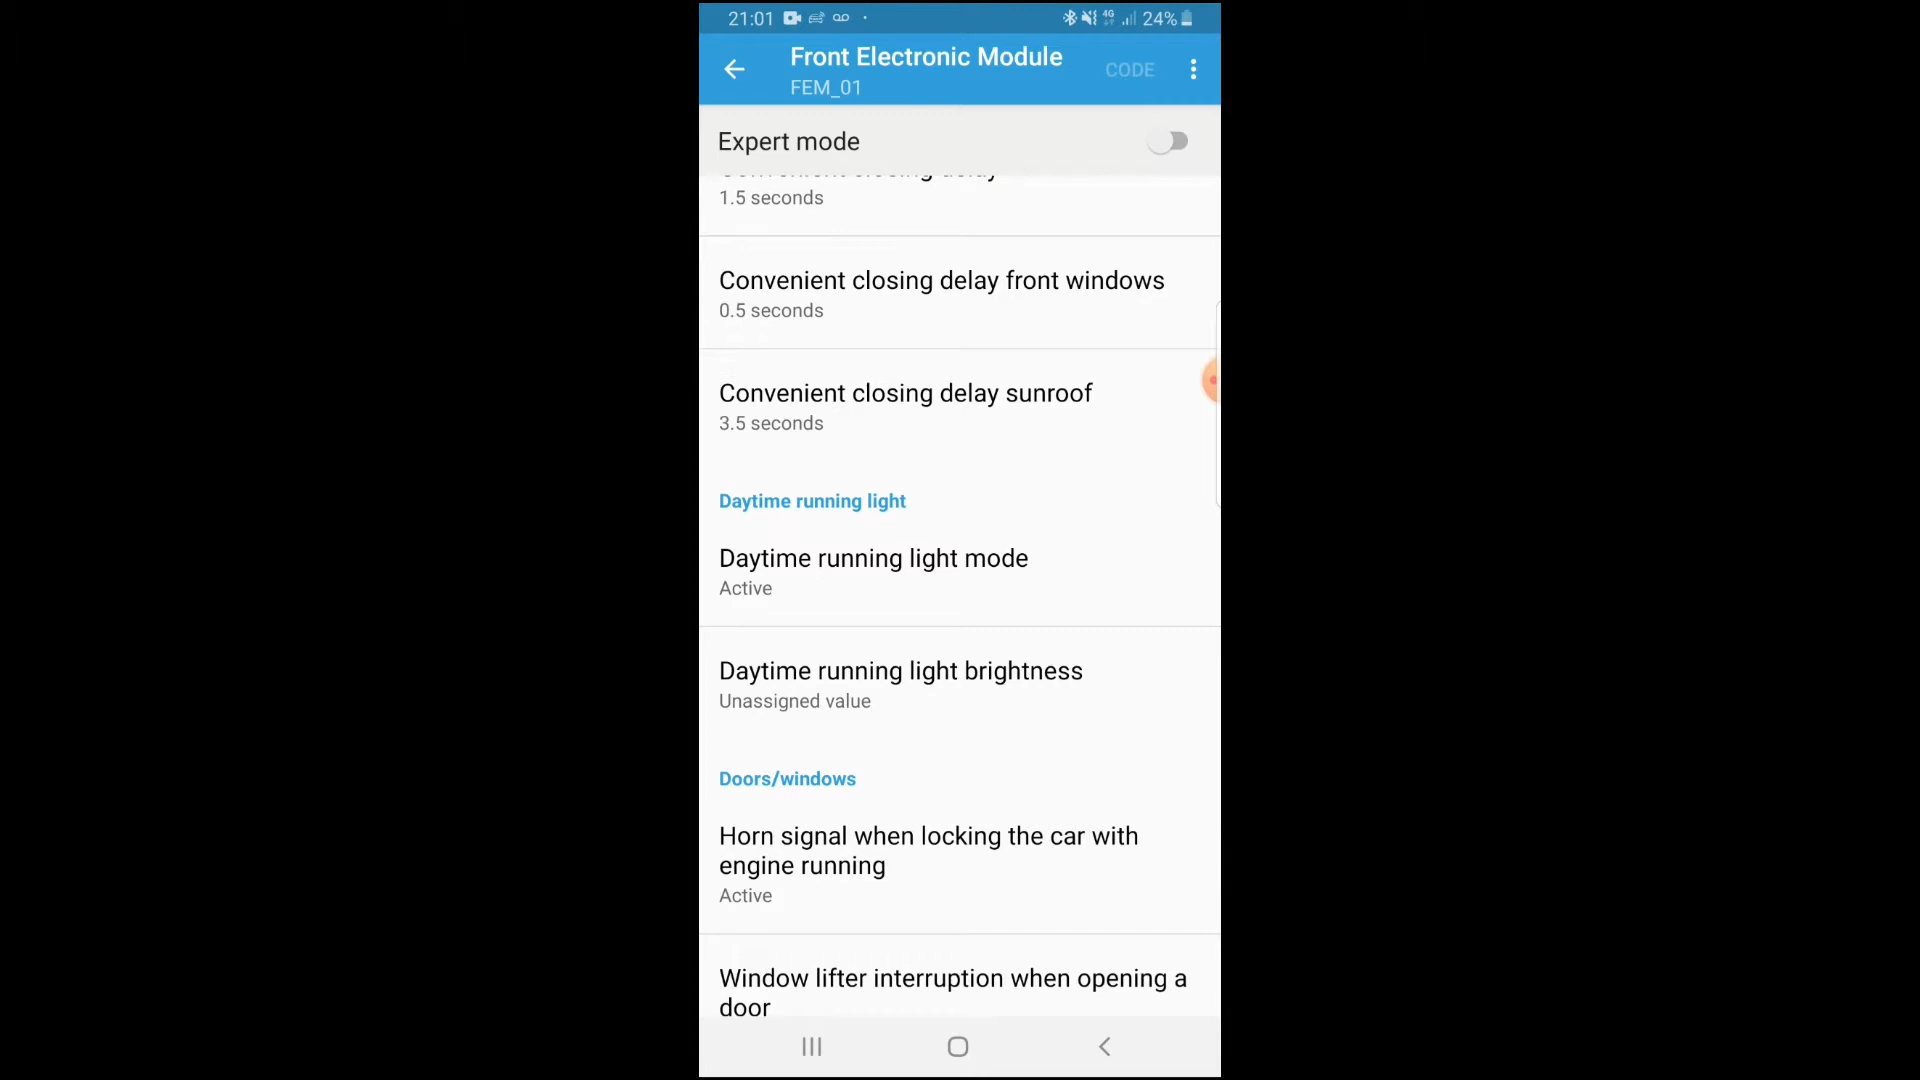 21:01
4G 24%
Front Electronic Module
CODE
FEM_01
Expert mode
1.5 seconds
Convenient closing delay front windows
0.5 seconds
Convenient closing delay sunroof
3.5 seconds
Daytime running light
Daytime running light mode
Active
Daytime running light brightness
Unassigned value
Doors/windows
Horn signal when locking the car with
engine running
Active
Window lifter interruption when opening a
door